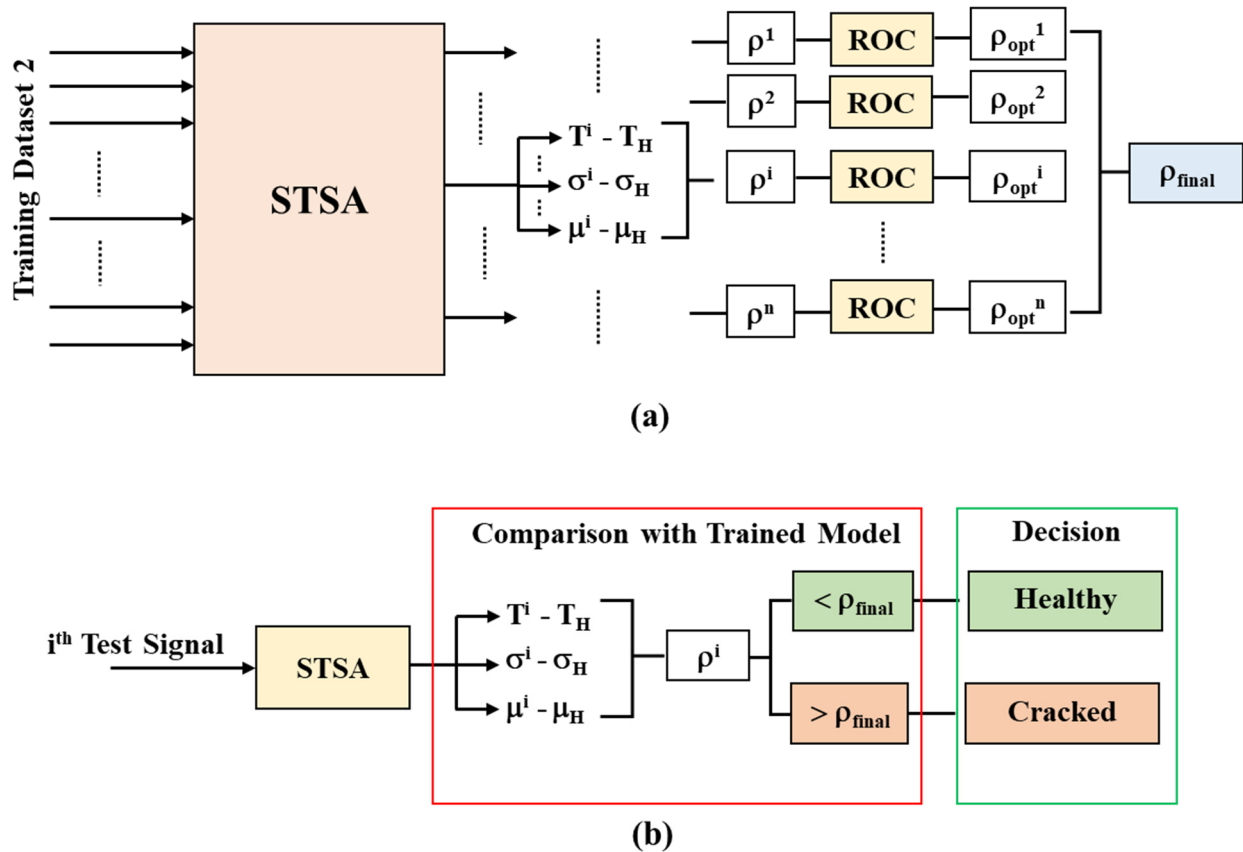 Training Dataset 2
STSA
Tⁱ - T_H
σⁱ - σ_H
μⁱ - μ_H
ρ¹ ROC ρ_opt¹
ρ² ROC ρ_opt²
ρⁱ ROC ρ_optⁱ
ρⁿ ROC ρ_optⁿ
ρ_final
(a)
Comparison with Trained Model
Decision
iᵗʰ Test Signal
STSA
Tⁱ - T_H
σⁱ - σ_H
μⁱ - μ_H
ρⁱ
< ρ_final
Healthy
> ρ_final
Cracked
(b)